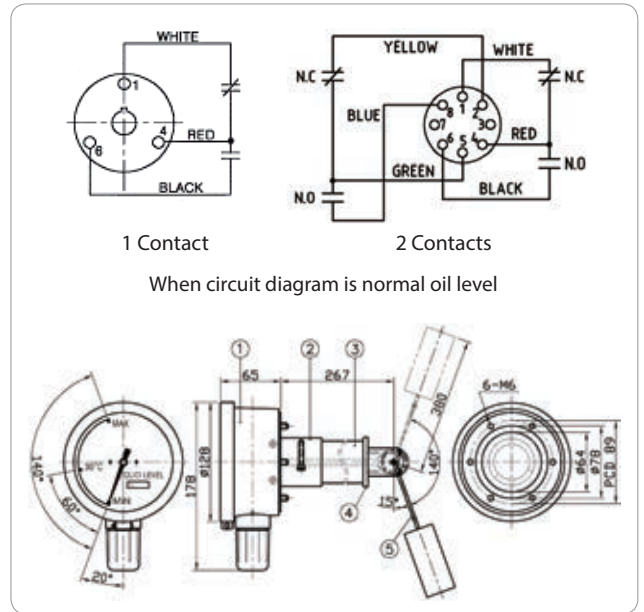 WHITE
1
4
RED
6
BLACK
1 Contact
YELLOW
WHITE
N.C
N.C
BLUE
1
8
2
7
3
6
5
4
RED
GREEN
N.O
BLACK
N.O
2 Contacts
When circuit diagram is normal oil level
MAX
30°C
OIL LEVEL
MIN
140°
60°
20°
65
267
1
2
3
178
ø128
380
140°
15°
4
5
6-M6
ø64
ø78
PCD 89